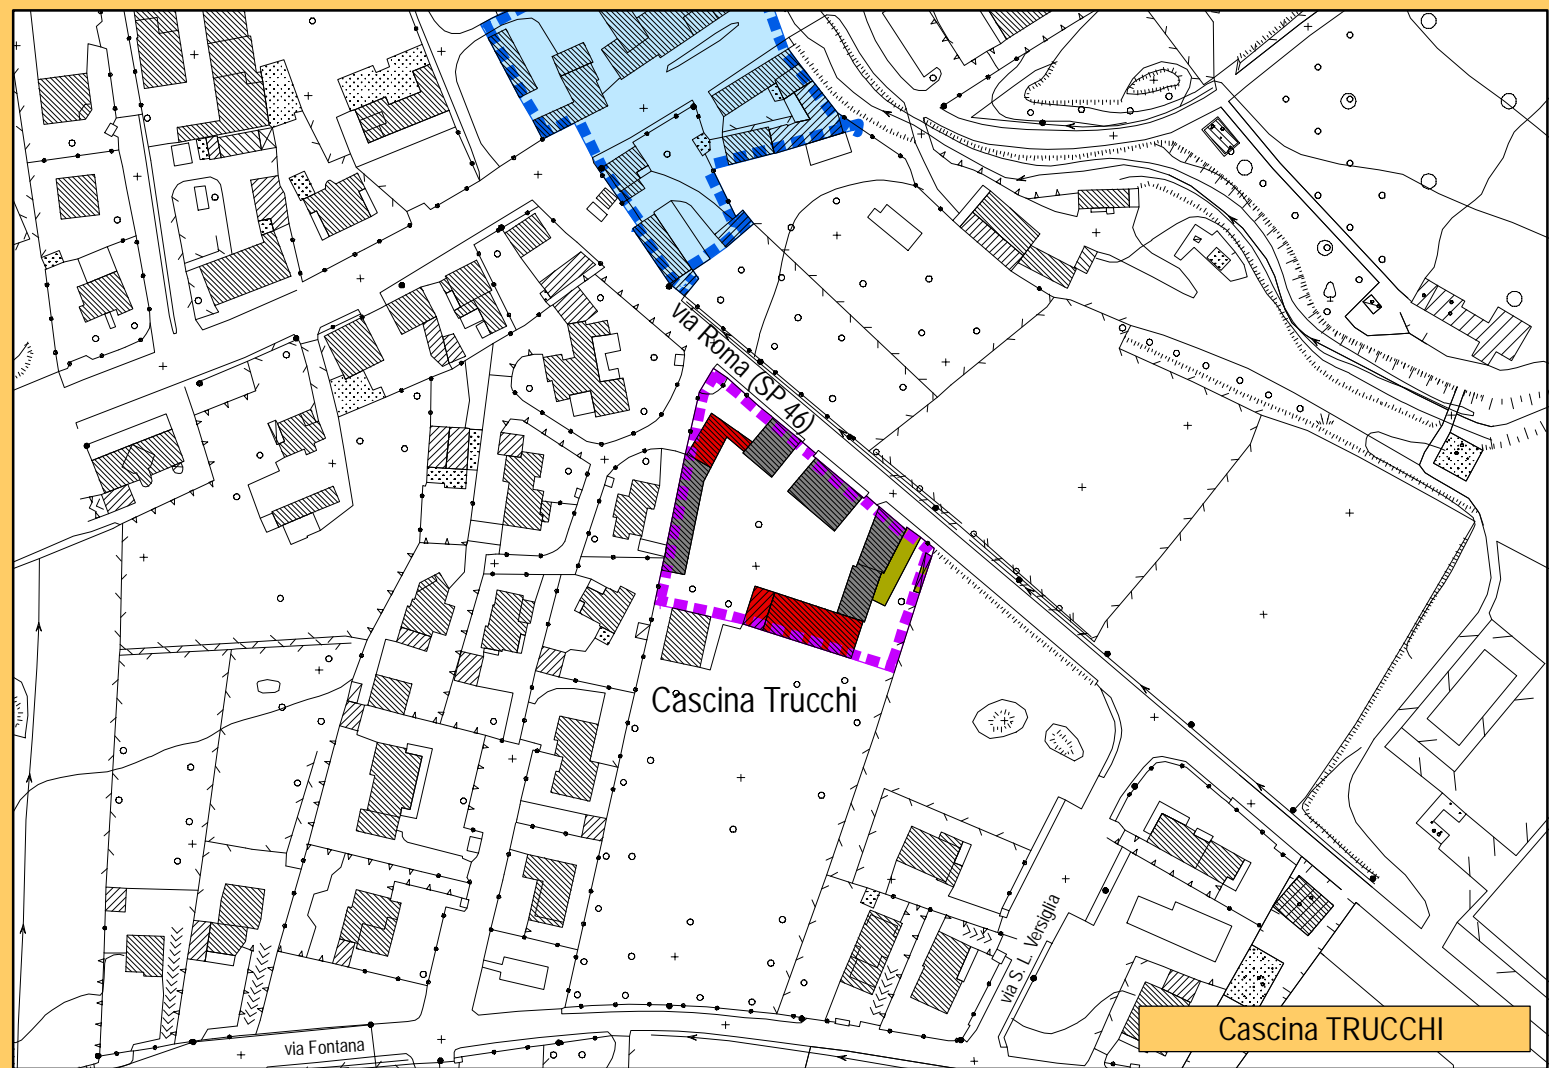 via Roma (SP 46)
Cascina Trucchi
via S. L. Versiglia
via Fontana
Cascina TRUCCHI